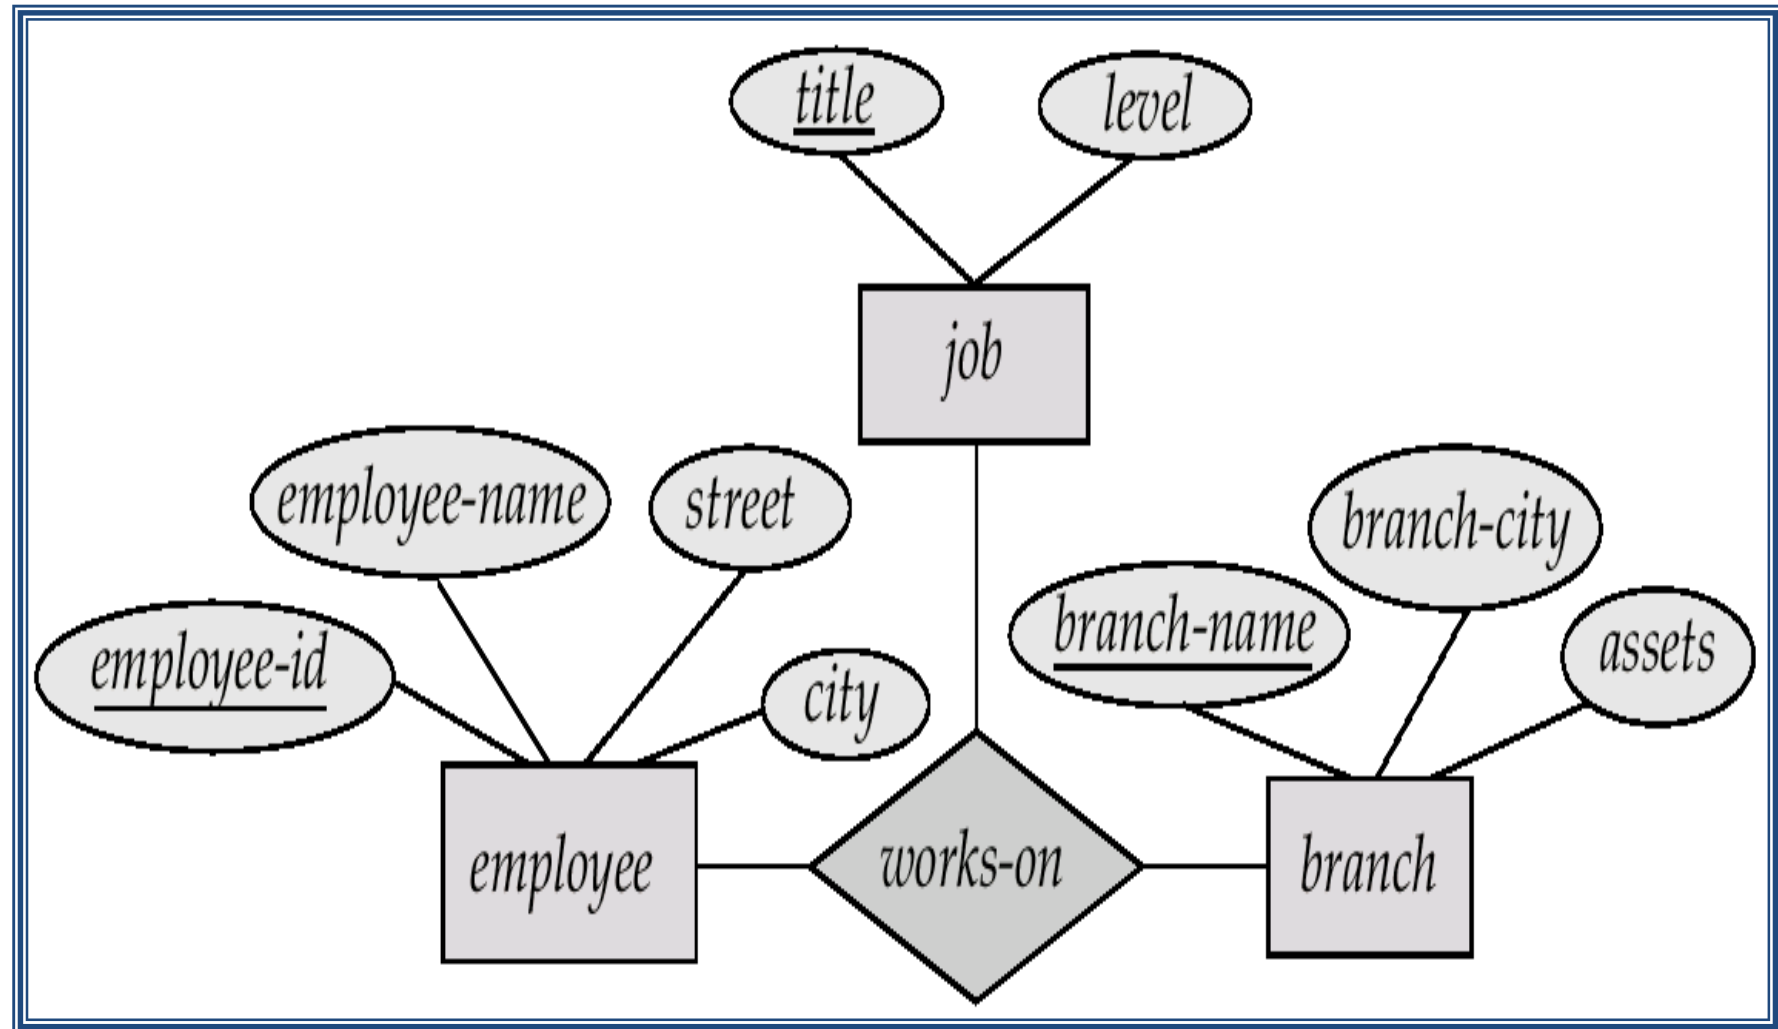 title
level
job
employee-name
street
branch-city
branch-name
assets
employee-id
city
employee
works-on
branch